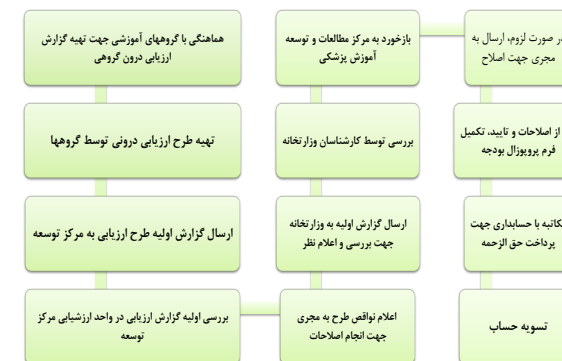 هماهنگی با گروههای آموزشی جهت تهیه گزارش
ارزیابی درون گروهی
تهیه طرح ارزیابی درونی توسط گروهها
ارسال گزارش اولیه طرح ارزیابی به مرکز توسعه
بررسی اولیه گزارش ارزیابی در واحد ارزشیابی مرکز
توسعه
اعلام نواقص طرح به مجری
جهت انجام اصلاحات
ارسال گزارش اولیه به وزارتخانه
جهت بررسی و اعلام نظر
بررسی توسط کارشناسان وزارتخانه
بازخورد به مرکز مطالعات و توسعه
آموزش پزشکی
صورت لزوم، ارسال به
مجری جهت اصلاح
از اصلاحات و تایید، تکمیل
فرم پروپوزال بودجه
کاتبه با حسابداری جهت
پرداخت حق الزحمه
تسویه حساب